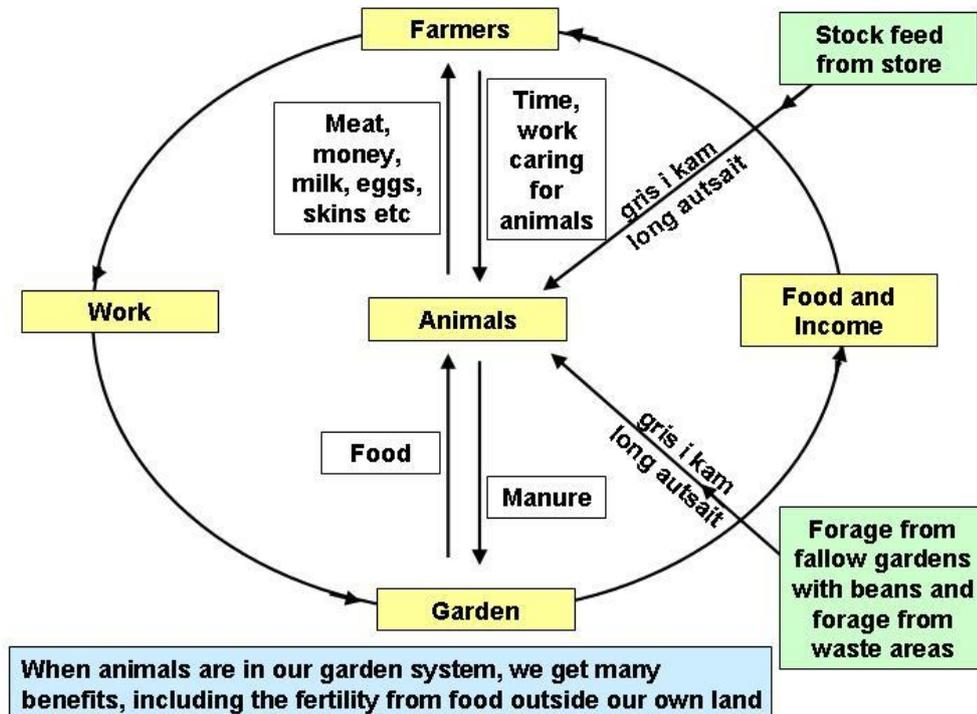 Farmers
Stock feed
from store
Meat,
money,
milk, eggs,
skins etc
Time,
work
caring
for
animals
gris i kam
long autsait
Work
Animals
Food and
Income
Food
gris i kam
long autsait
Manure
Forage from
fallow gardens
with beans and
forage from
waste areas
Garden
When animals are in our garden system, we get many
benefits, including the fertility from food outside our own land